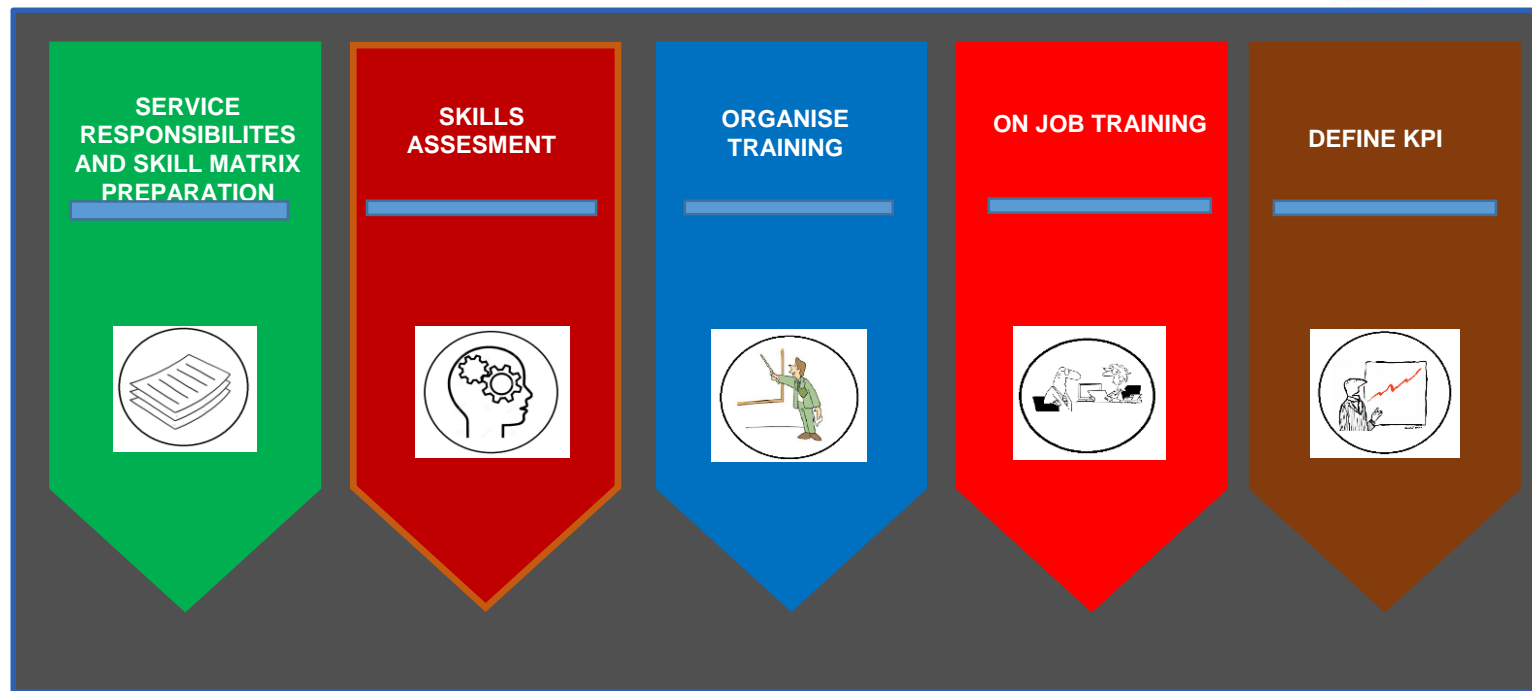 SERVICE
RESPONSIBILITES
AND SKILL MATRIX
PREPARATION
SKILLS
ASSESMENT
ORGANISE
TRAINING
ON JOB TRAINING
DEFINE KPI